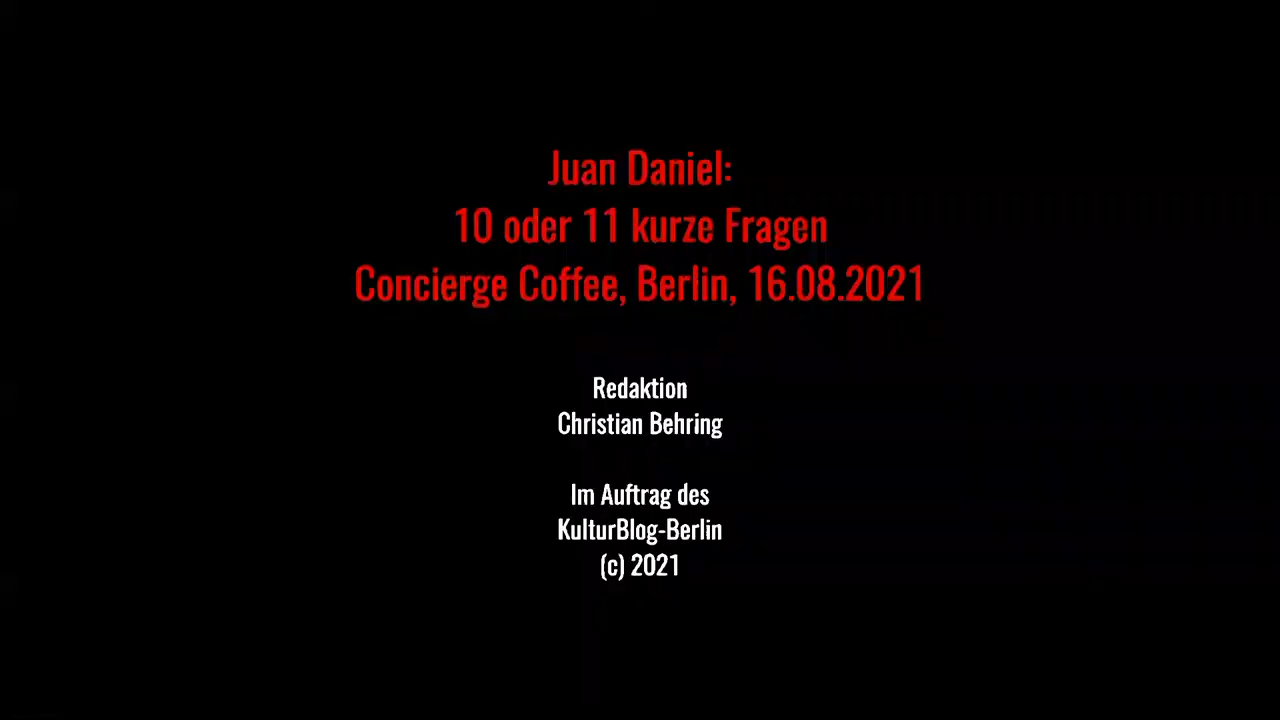 Juan Daniel:
10 oder 11 kurze Fragen
Concierge Coffee, Berlin, 16.08.2021
Redaktion
Christian Behring
Im Auftrag des
KulturBlog-Berlin
(c) 2021